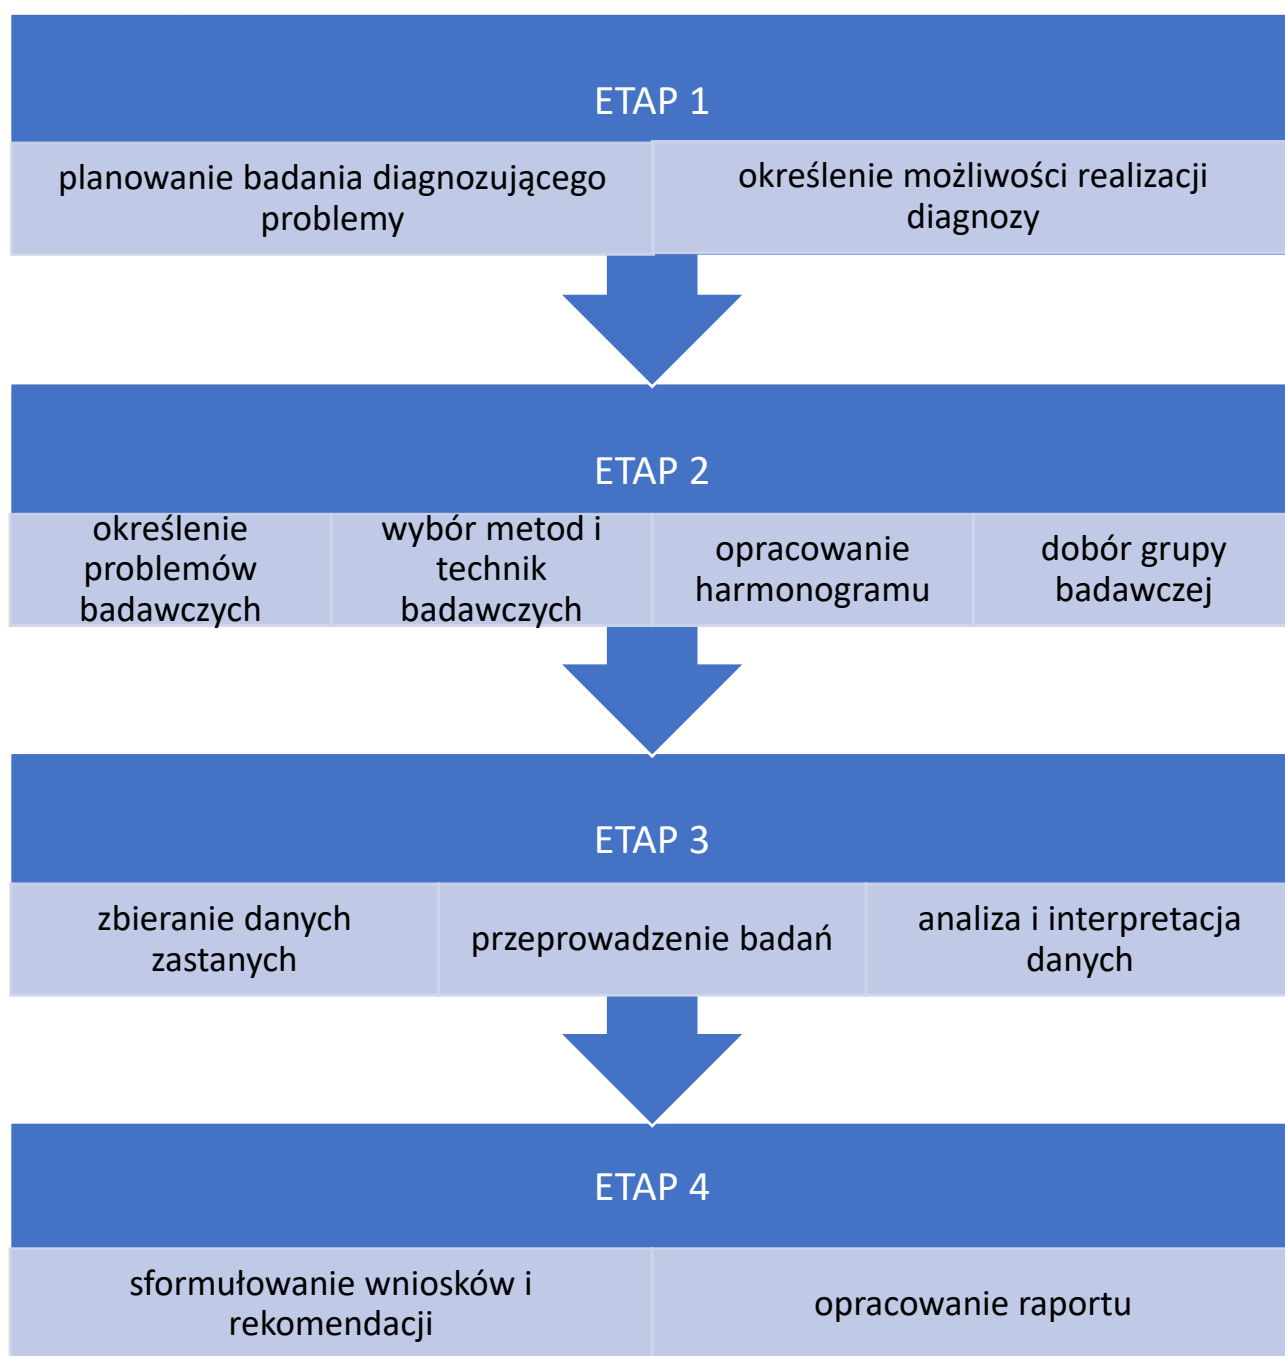 ETAP 1
planowanie badania diagnozującego
problemy
określenie możliwości realizacji
diagnozy
ETAP 2
określenie
problemów
badawczych
wybór metod i
technik
badawczych
opracowanie
harmonogramu
dobór grupy
badawczej
ETAP 3
zbieranie danych
zastanych
przeprowadzenie badań
analiza i interpretacja
danych
ETAP 4
sformułowanie wniosków i
rekomendacji
opracowanie raportu